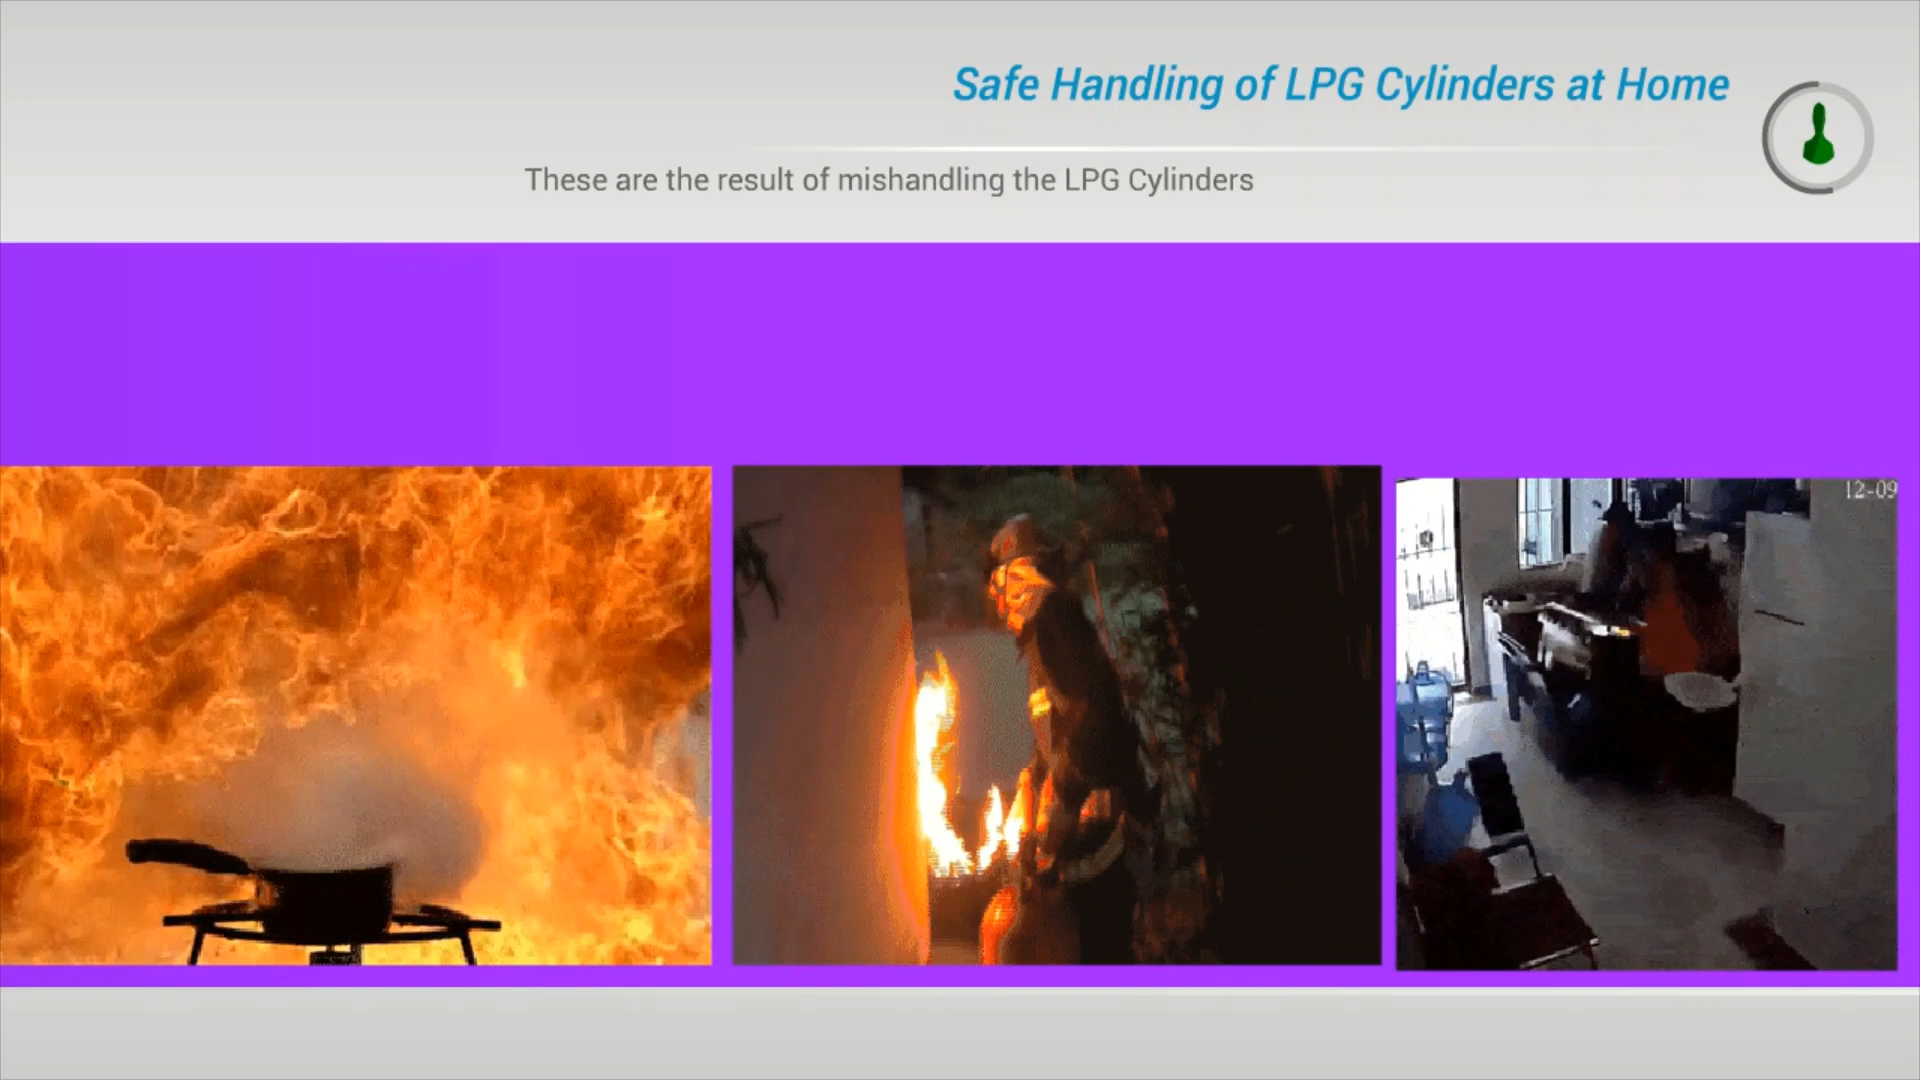 Safe Handling of LPG Cylinders at Home
These are the result of mishandling the LPG Cylinders
12-09